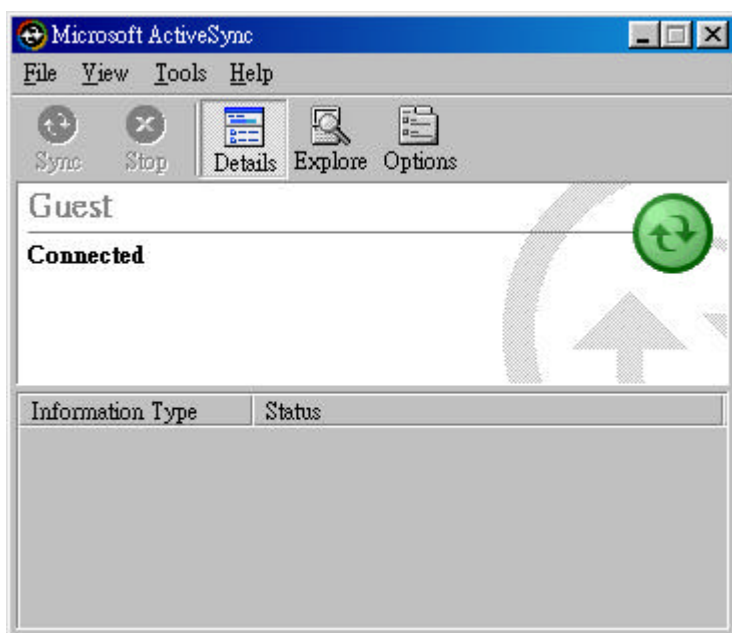 Microsoft ActiveSync
File View Tools Help
Sync Stop Details Explore Options
Guest
Connected
Information Type Status